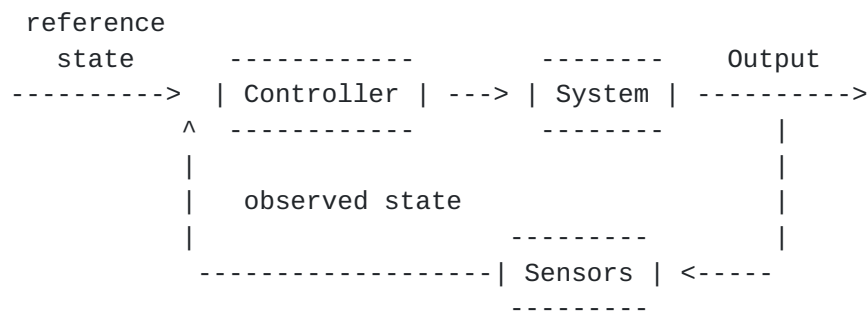 reference
state
Output
Controller
System
observed state
Sensors